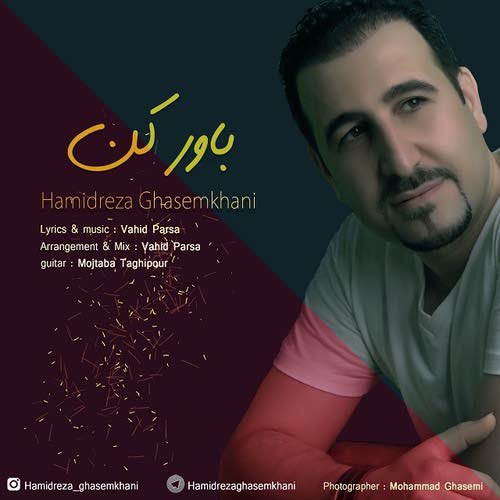 باور کن
Hamidreza Ghasemkhani
Lyrics & music : Vahid Parsa
Arrangement & Mix : Vahid Parsa
guitar : Mojtaba Taghipour
Hamidreza_ghasemkhani
Hamidrezaghasemkhani
Photographer : Mohammad Ghasemi